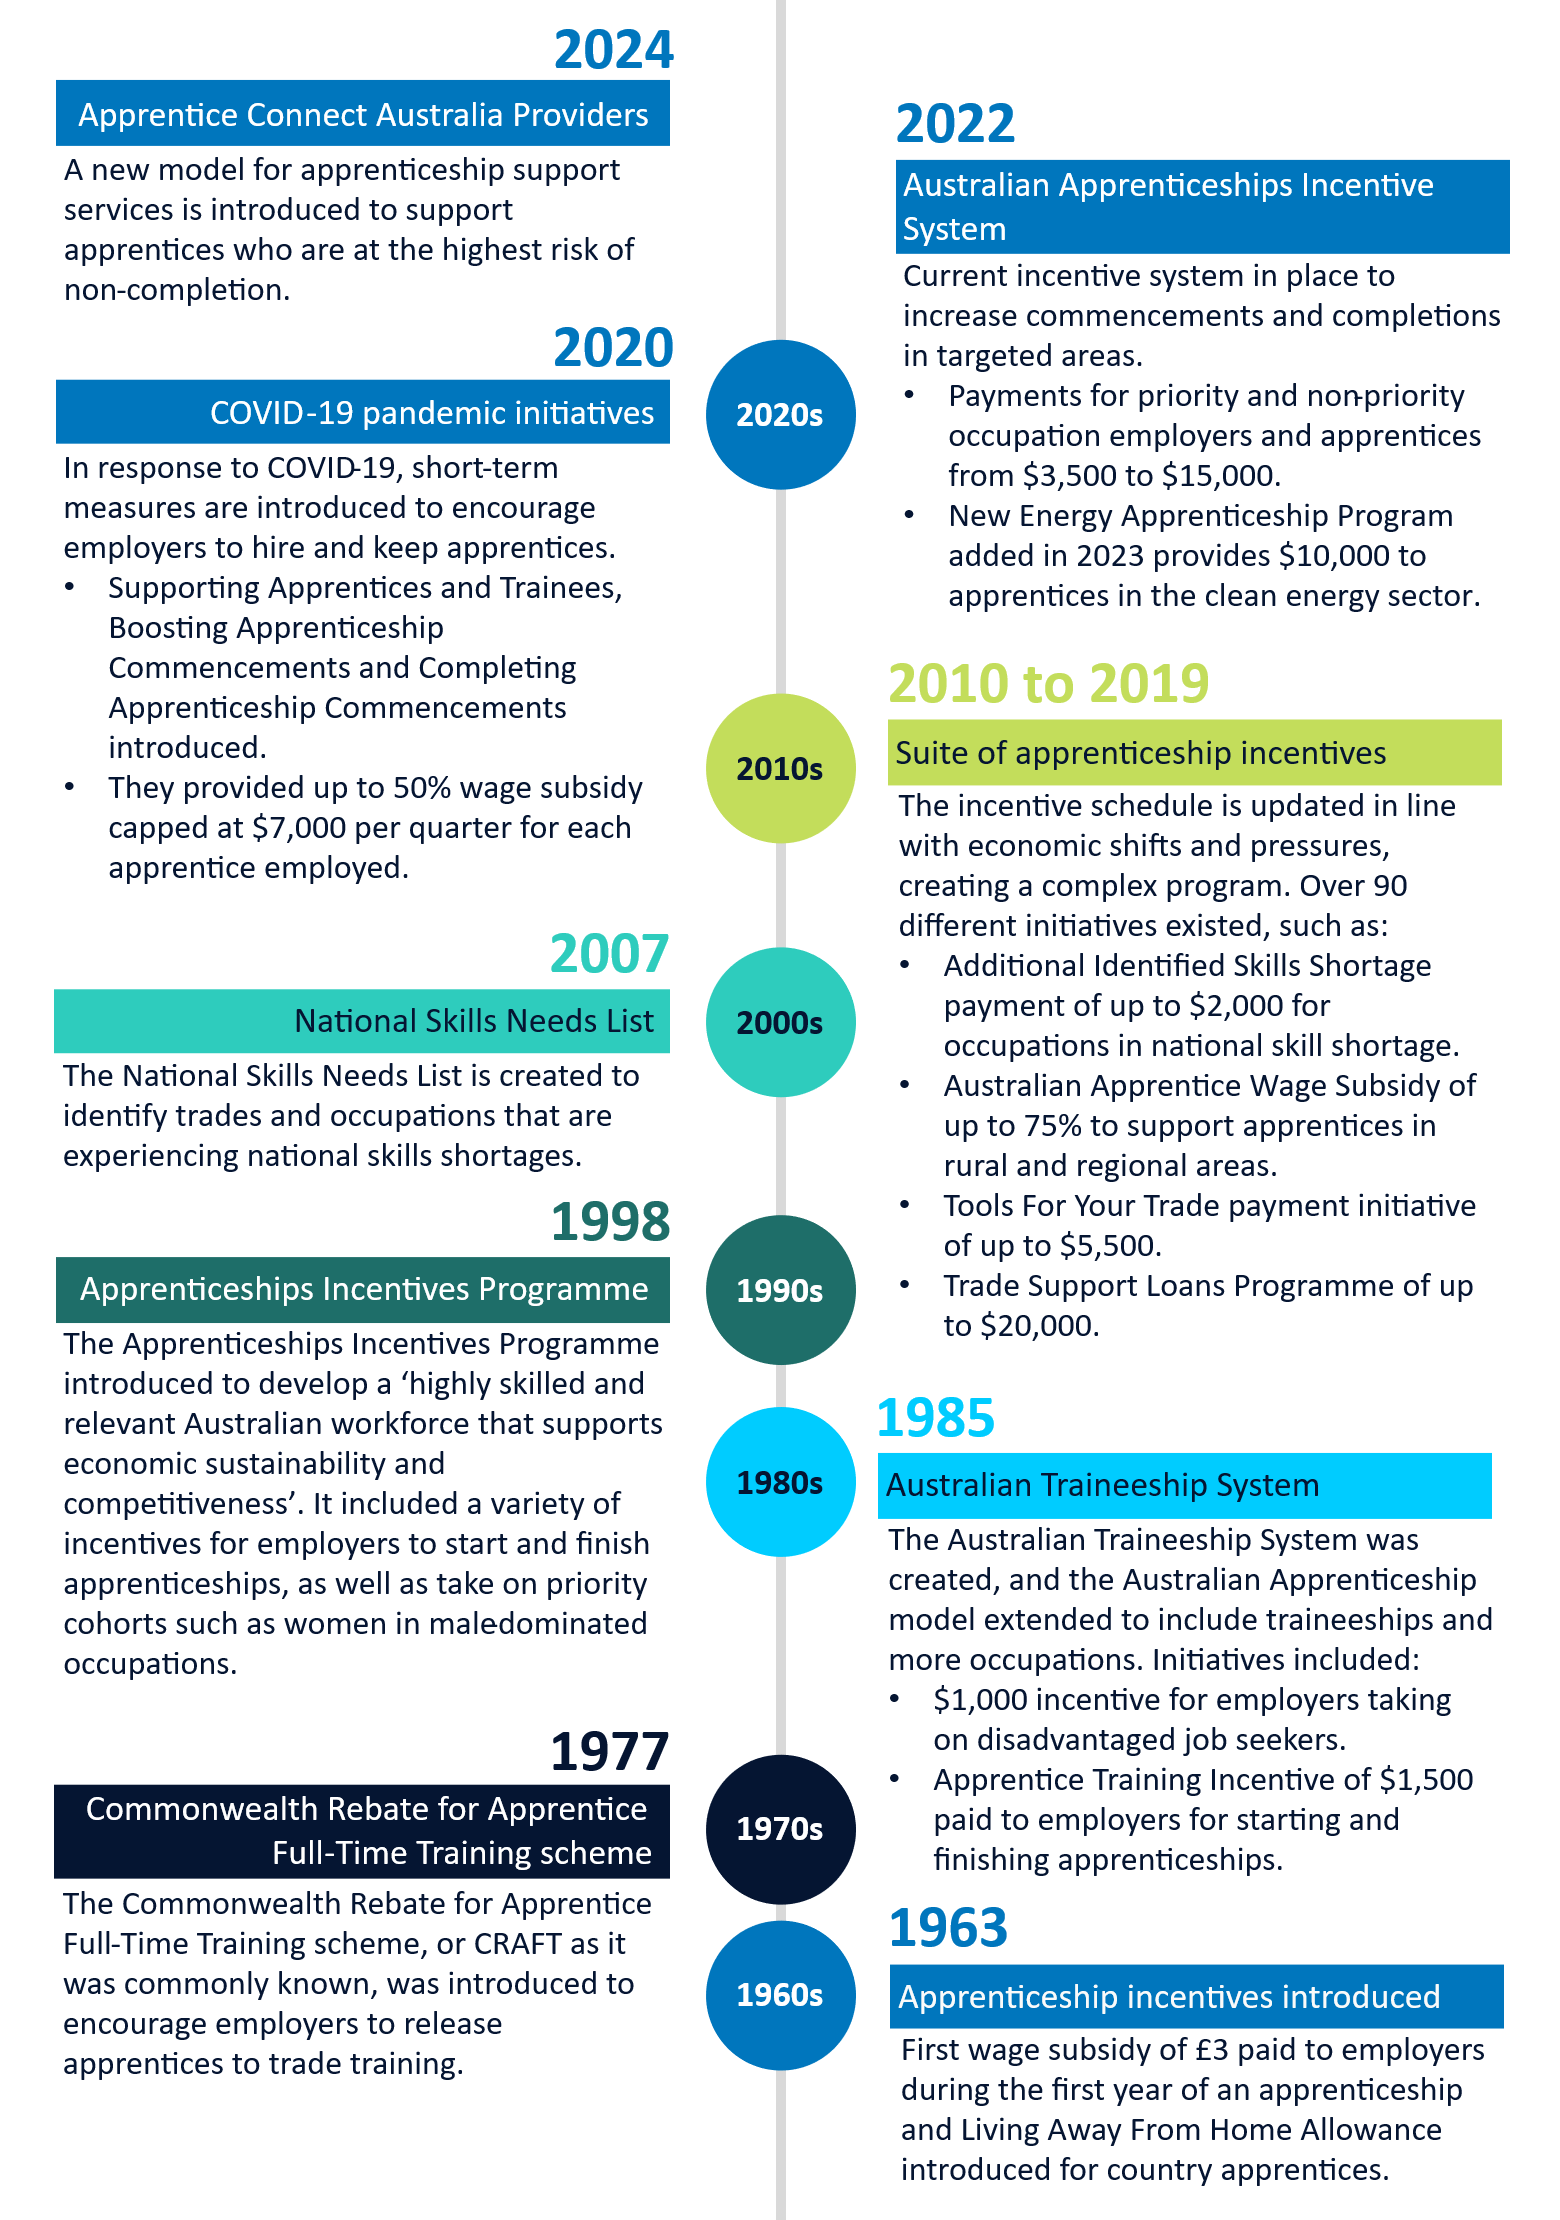 2024
Apprentice Connect Australia Providers
A new model for apprenticeship support
services is introduced to support
apprentices who are at the highest risk of
non-completion.
2022
Australian Apprenticeships Incentive
System
Current incentive system in place to
increase commencements and completions
in targeted areas.
• Payments for priority and non-priority
occupation employers and apprentices
from $3,500 to $15,000.
• New Energy Apprenticeship Program
added in 2023 provides $10,000 to
apprentices in the clean energy sector.
2020
COVID-19 pandemic initiatives
In response to COVID-19, short-term
measures are introduced to encourage
employers to hire and keep apprentices.
• Supporting Apprentices and Trainees,
Boosting Apprenticeship
Commencements and Completing
Apprenticeship Commencements
introduced.
• They provided up to 50% wage subsidy
capped at $7,000 per quarter for each
apprentice employed.
2020s
2010 to 2019
Suite of apprenticeship incentives
The incentive schedule is updated in line
with economic shifts and pressures,
creating a complex program. Over 90
different initiatives existed, such as:
• Additional Identified Skills Shortage
payment of up to $2,000 for
occupations in national skill shortage.
• Australian Apprentice Wage Subsidy of
up to 75% to support apprentices in
rural and regional areas.
• Tools For Your Trade payment initiative
of up to $5,500.
• Trade Support Loans Programme of up
to $20,000.
2010s
2007
National Skills Needs List
The National Skills Needs List is created to
identify trades and occupations that are
experiencing national skills shortages.
2000s
1998
Apprenticeships Incentives Programme
The Apprenticeships Incentives Programme
introduced to develop a ‘highly skilled and
relevant Australian workforce that supports
economic sustainability and
competitiveness’. It included a variety of
incentives for employers to start and finish
apprenticeships, as well as take on priority
cohorts such as women in maledominated
occupations.
1990s
1985
Australian Traineeship System
The Australian Traineeship System was
created, and the Australian Apprenticeship
model extended to include traineeships and
more occupations. Initiatives included:
• $1,000 incentive for employers taking
on disadvantaged job seekers.
• Apprentice Training Incentive of $1,500
paid to employers for starting and
finishing apprenticeships.
1980s
1977
Commonwealth Rebate for Apprentice
Full-Time Training scheme
The Commonwealth Rebate for Apprentice
Full-Time Training scheme, or CRAFT as it
was commonly known, was introduced to
encourage employers to release
apprentices to trade training.
1970s
1963
Apprenticeship incentives introduced
First wage subsidy of £3 paid to employers
during the first year of an apprenticeship
and Living Away From Home Allowance
introduced for country apprentices.
1960s